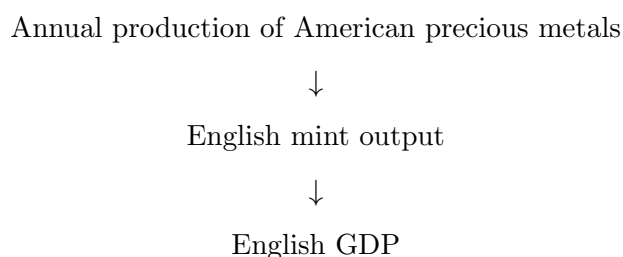 Annual production of American precious metals
↓
English mint output
↓
English GDP